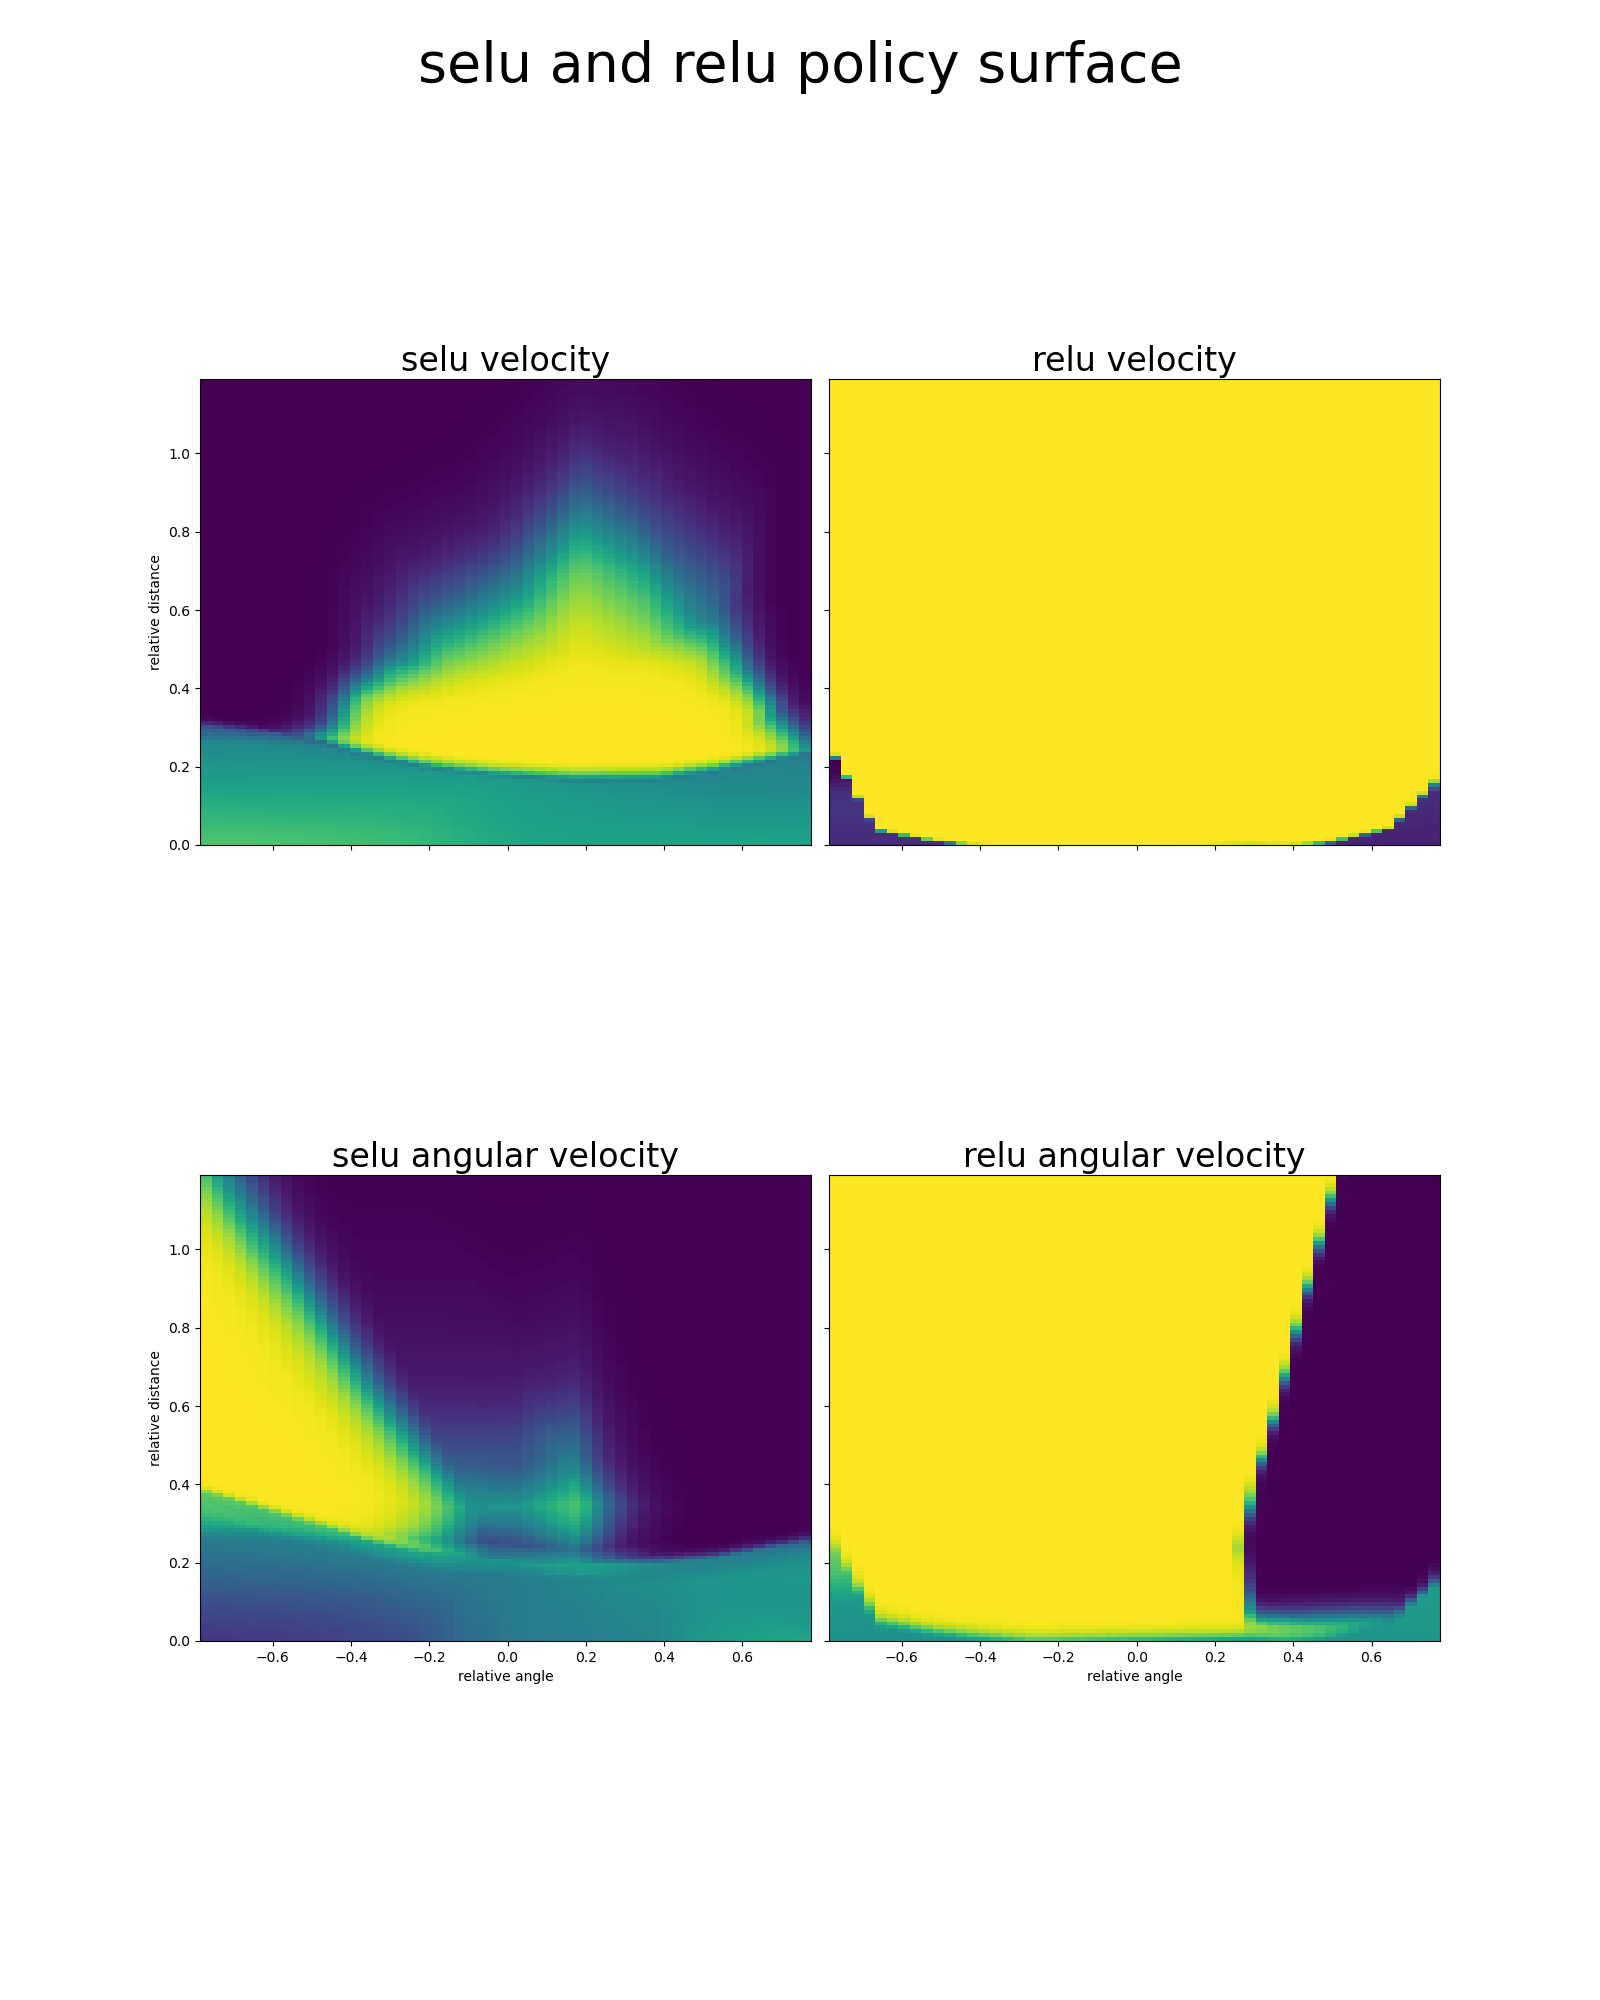 selu and relu policy surface
selu velocity
relu velocity
1.0
0.8
0.6
0.4
0.2
0.0
relative distance
selu angular velocity
relu angular velocity
1.0
0.8
0.6
0.4
0.2
0.0
relative distance
−0.6 −0.4 −0.2 0.0 0.2 0.4 0.6
relative angle
−0.6 −0.4 −0.2 0.0 0.2 0.4 0.6
relative angle